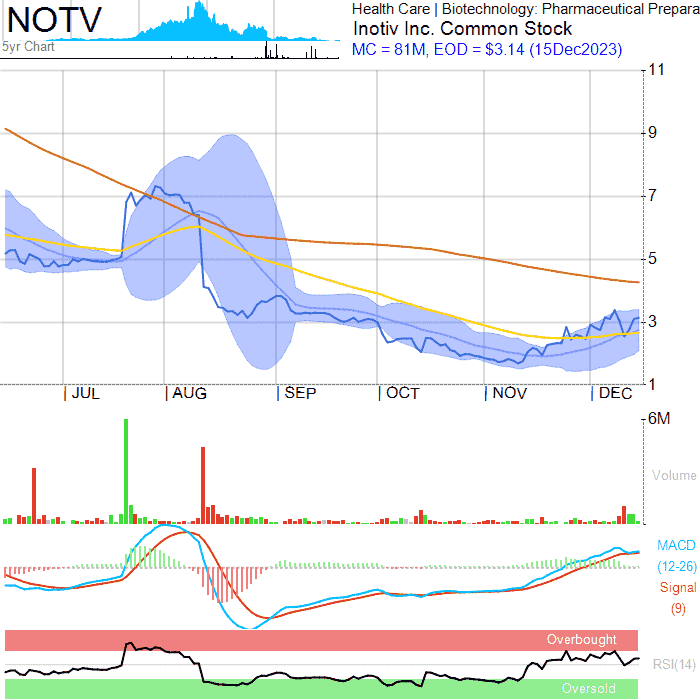 NOTV
5yr Chart
Health Care | Biotechnology: Pharmaceutical Prepara
Inotiv Inc. Common Stock
MC = 81M, EOD = $3.14 (15Dec2023)
11
9
7
5
3
1
| JUL | AUG | SEP | OCT | NOV | DEC
6M
Volume
MACD
(12-26)
Signal
(9)
Overbought
RSI(14)
Oversold